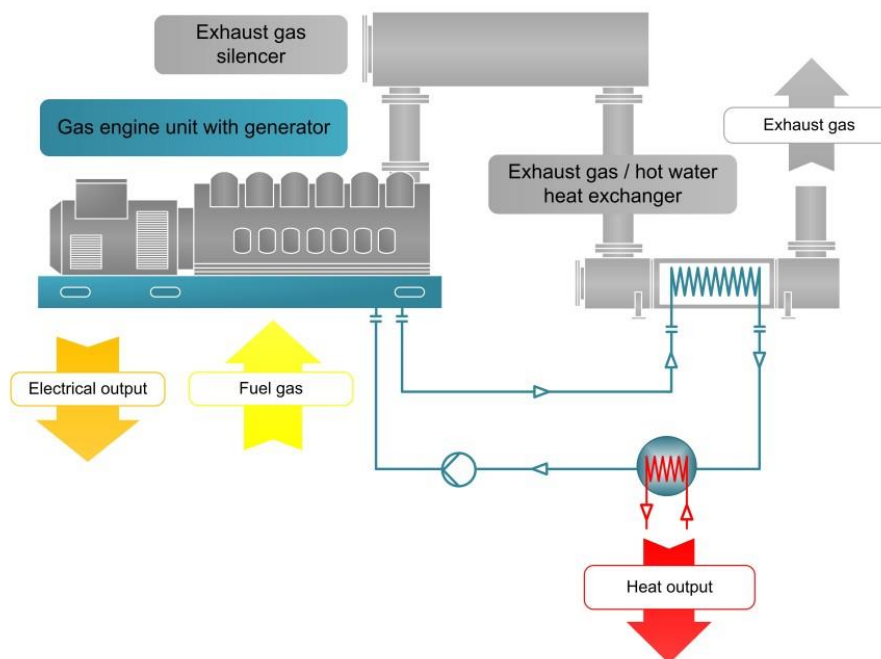 Exhaust gas
silencer
Gas engine unit with generator
Exhaust gas
Exhaust gas / hot water
heat exchanger
Electrical output
Fuel gas
Heat output